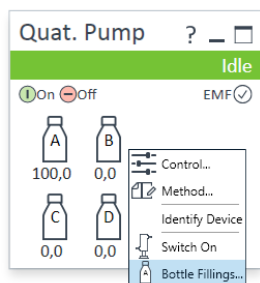 Quat. Pump ?
Idle
On Off EMF
A B
100,0 0,0
C D
0,0 0,0
Control...
Method...
Identify Device
Switch On
A Bottle Fillings...